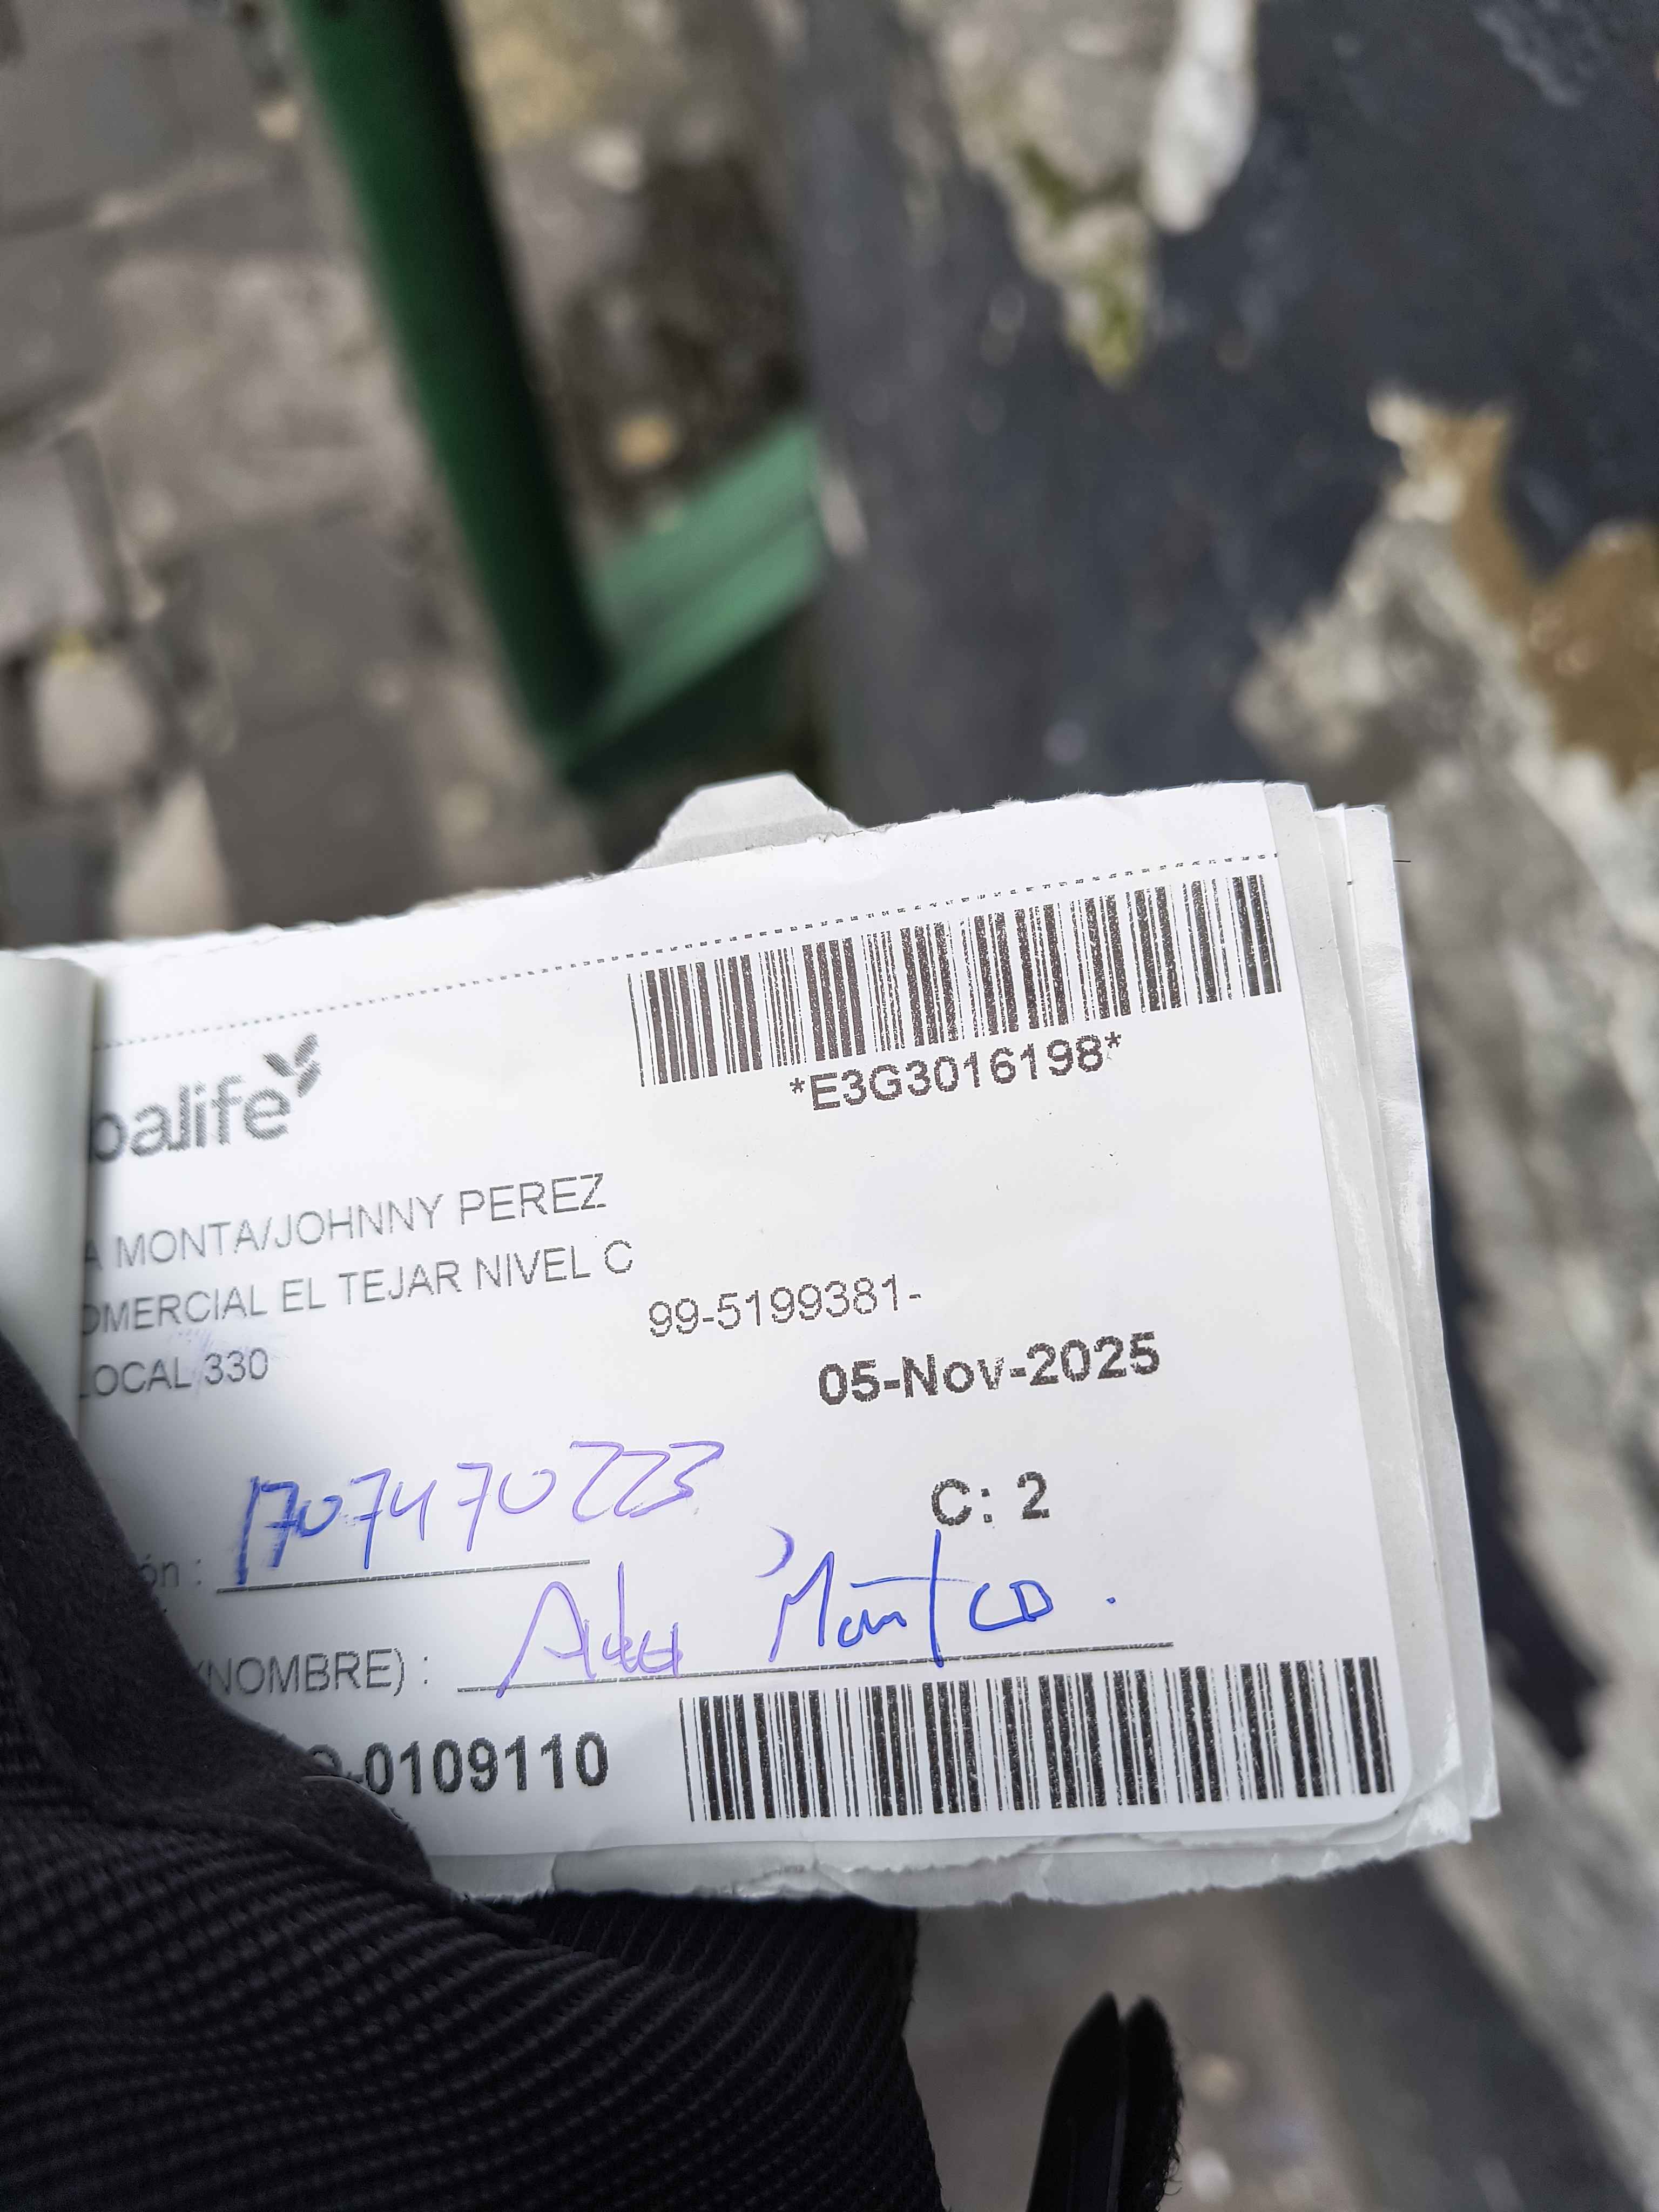 *E3G3016198*
balife
A MONTA/JOHNNY PEREZ
OMERCIAL EL TEJAR NIVEL C
99-5199381-
LOCAL 330
05-Nov-2025
1707470223
C: 2
ón :
(NOMBRE) :
-0109110